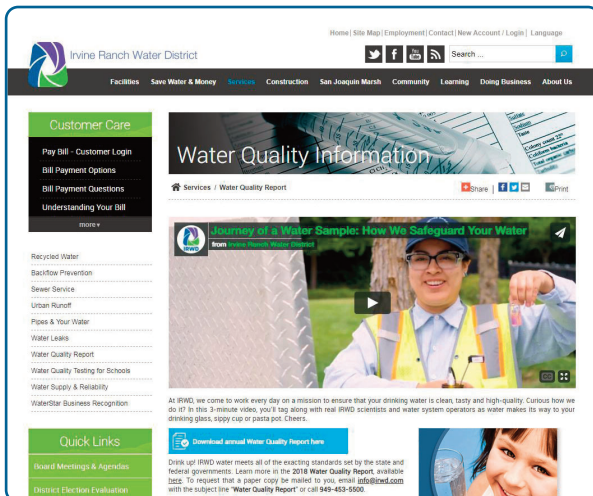 Home | Site Map | Employment | Contact | New Account / Login | Language
Irvine Ranch Water District
Search ...
Facilities Save Water & Money Services Construction San Joaquin Marsh Community Learning Doing Business About Us
Customer Care
Pay Bill - Customer Login
Bill Payment Options
Bill Payment Questions
Understanding Your Bill
more
Recycled Water
Backflow Prevention
Sewer Service
Urban Runoff
Pipes & Your Water
Water Leaks
Water Quality Report
Water Quality Testing for Schools
Water Supply & Reliability
WaterStar Business Recognition
Quick Links
Board Meetings & Agendas
District Election Evaluation
Sulfate
Sodium
Taste
Colony count 22°
Coliform bacteria
Total organic carbon
Water Quality Information
Services / Water Quality Report
Share | Print
IRWD
Journey of a Water Sample: How We Safeguard Your Water
from Irvine Ranch Water District
At IRWD, we come to work every day on a mission to ensure that your drinking water is clean, tasty and high-quality. Curious how we
do it? In this 3-minute video, you'll tag along with real IRWD scientists and water system operators as water makes its way to your
drinking glass, sippy cup or pasta pot. Cheers.
Download annual Water Quality Report here
Drink up! IRWD water meets all of the exacting standards set by the state and
federal governments. Learn more in the 2018 Water Quality Report, available
here. To request that a paper copy be mailed to you, email info@irwd.com
with the subject line "Water Quality Report" or call 949-453-5500.